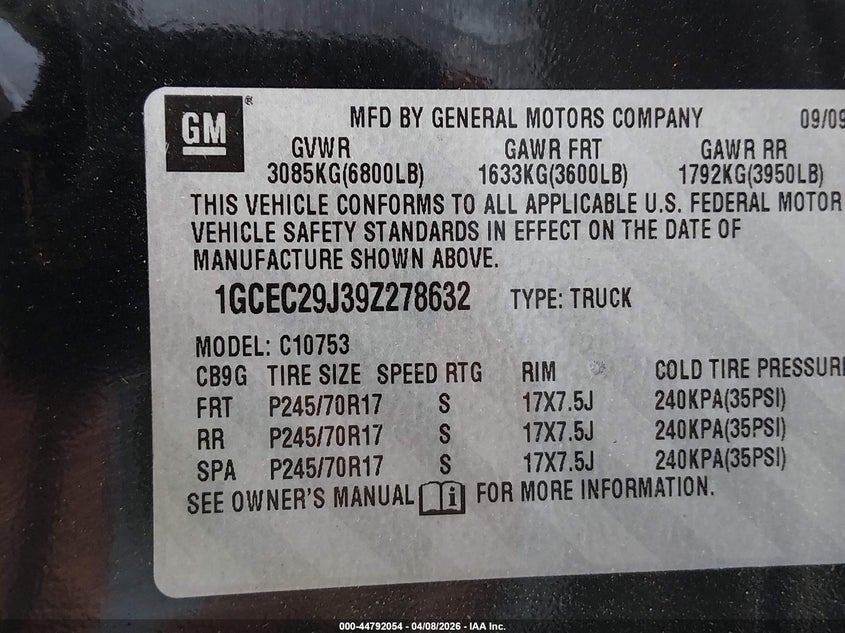 GM ® MFD BY GENERAL MOTORS COMPANY 09/09
GVWR GAWR FRT GAWR RR
3085KG(6800LB) 1633KG(3600LB) 1792KG(3950LB)
THIS VEHICLE CONFORMS TO ALL APPLICABLE U.S. FEDERAL MOTOR
VEHICLE SAFETY STANDARDS IN EFFECT ON THE DATE OF
MANUFACTURE SHOWN ABOVE.
1GCEC29J39Z278632 TYPE: TRUCK
MODEL: C10753
CB9G TIRE SIZE SPEED RTG RIM COLD TIRE PRESSURE
FRT P245/70R17 S 17X7.5J 240KPA(35PSI)
RR P245/70R17 S 17X7.5J 240KPA(35PSI)
SPA P245/70R17 S 17X7.5J 240KPA(35PSI)
SEE OWNER'S MANUAL i FOR MORE INFORMATION.
000-44792054 - 04/08/2026 - IAA Inc.